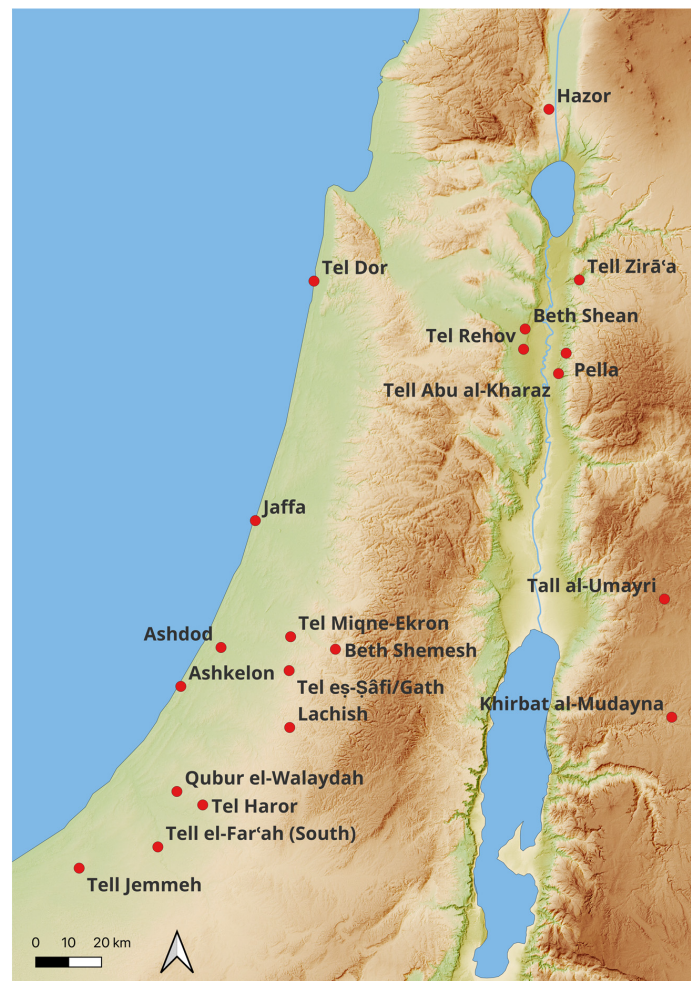 Hazor
Tel Dor
Tell Zirāʿa
Beth Shean
Tel Rehov
Pella
Tell Abu al-Kharaz
Jaffa
Tall al-Umayri
Tel Miqne-Ekron
Ashdod
Beth Shemesh
Ashkelon
Tel eṣ-Ṣâfi/Gath
Khirbat al-Mudayna
Lachish
Qubur el-Walaydah
Tel Haror
Tell el-Farʿah (South)
Tell Jemmeh
0 10 20 km